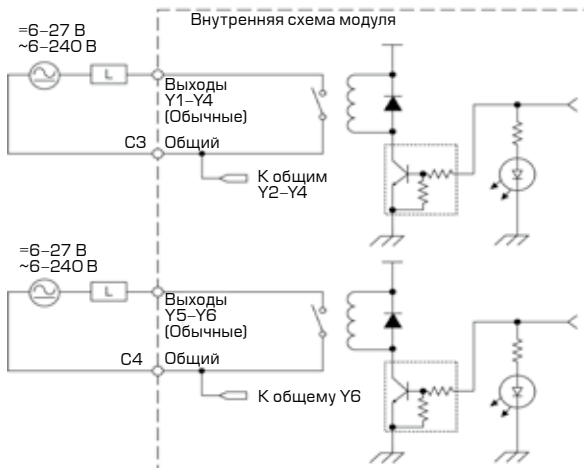 Внутренняя схема модуля
=6–27 В
~6–240 В
L
Выходы
Y1–Y4
(Обычные)
C3 Общий
К общим
Y2–Y4
=6–27 В
~6–240 В
L
Выходы
Y5–Y6
(Обычные)
C4 Общий
К общему Y6